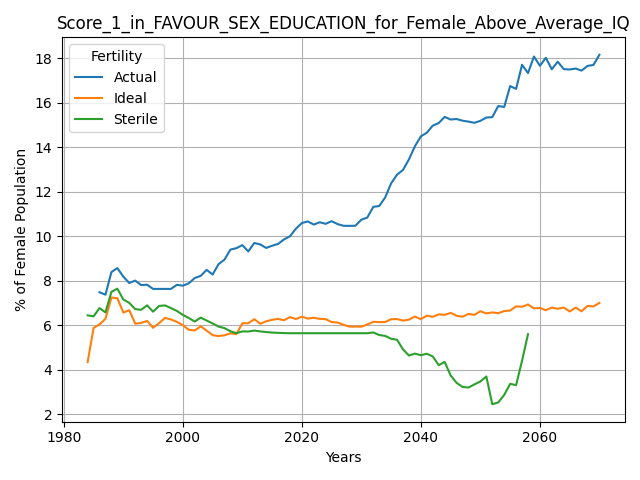 Score_1_in_FAVOUR_SEX_EDUCATION_for_Female_Above_Average_IQ
Fertility
Actual
Ideal
Sterile
% of Female Population
18
16
14
12
10
8
6
4
2
1980
2000
2020
2040
2060
Years